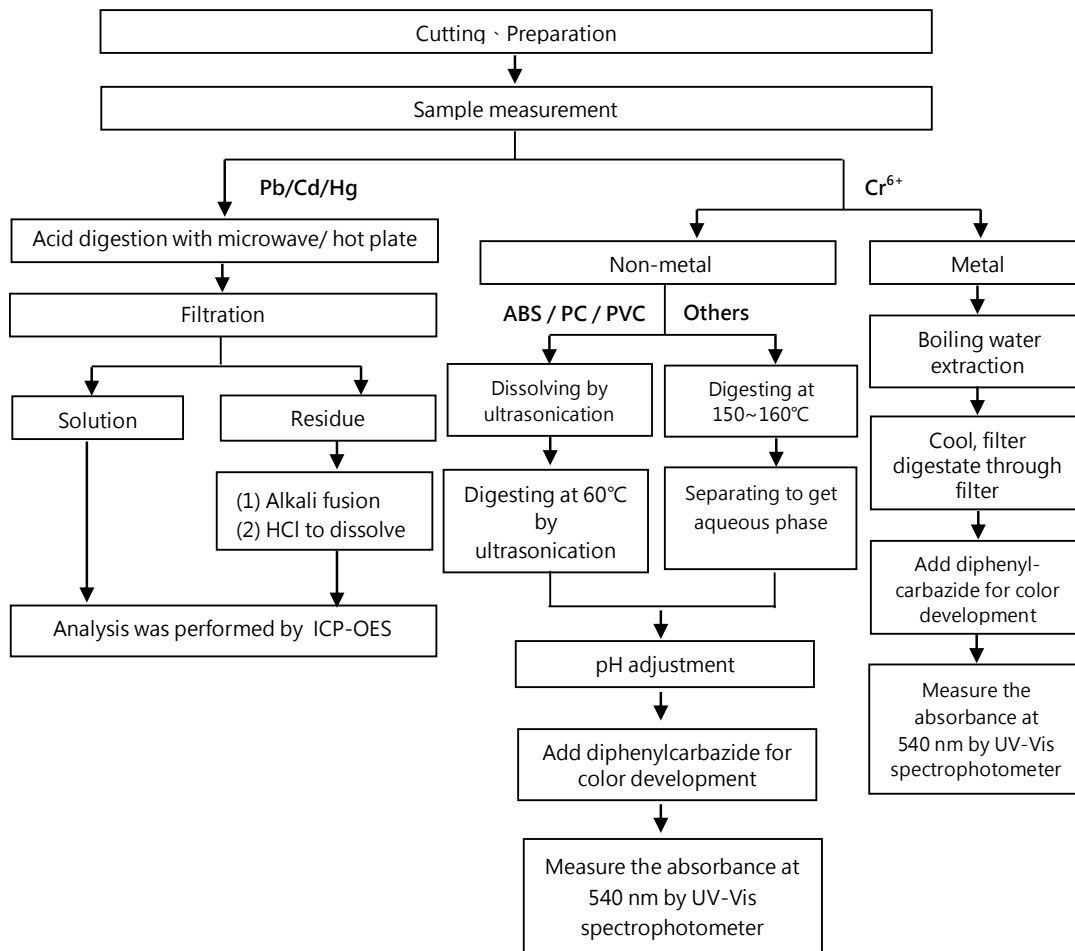 Cutting、Preparation
Sample measurement
Pb/Cd/Hg
Cr6+
Acid digestion with microwave/ hot plate
Filtration
Solution
Residue
(1) Alkali fusion
(2) HCl to dissolve
Analysis was performed by ICP-OES
Non-metal
ABS / PC / PVC
Others
Dissolving by
ultrasonication
Digesting at
150~160℃
Digesting at 60℃
by
ultrasonication
Separating to get
aqueous phase
pH adjustment
Add diphenylcarbazide for
color development
Measure the absorbance at
540 nm by UV-Vis
spectrophotometer
Metal
Boiling water
extraction
Cool, filter
digestate through
filter
Add diphenyl-
carbazide for color
development
Measure the
absorbance at
540 nm by UV-Vis
spectrophotometer